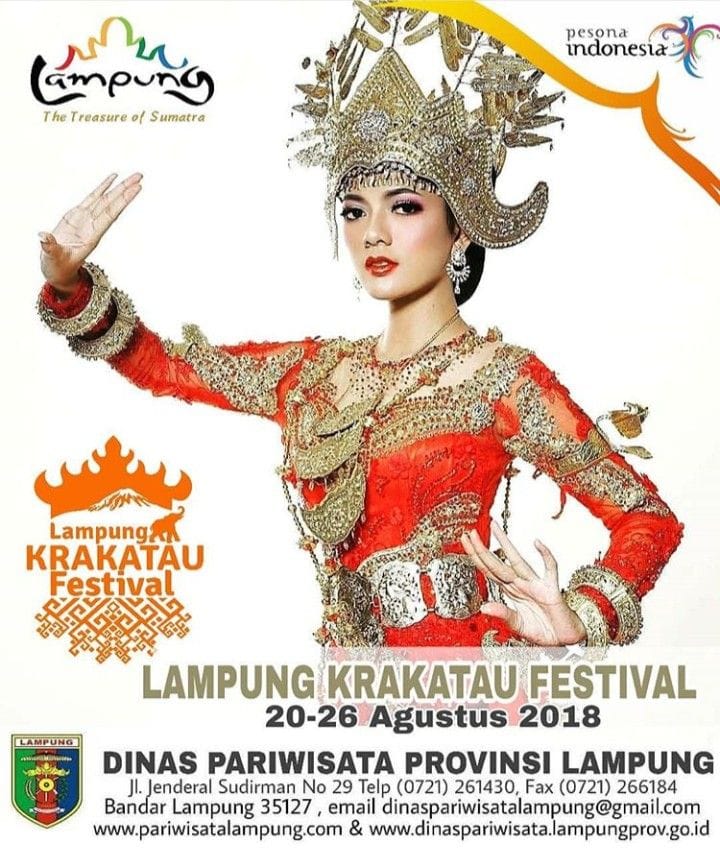 Lampung
The Treasure of Sumatra
pesona
indonesia
Lampung
KRAKATAU
Festival
LAMPUNG KRAKATAU FESTIVAL
20-26 Agustus 2018
LAMPUNG
DINAS PARIWISATA PROVINSI LAMPUNG
Jl. Jenderal Sudirman No 29 Telp (0721) 261430, Fax (0721) 266184
Bandar Lampung 35127 , email dinaspariwisatalampung@gmail.com
www.pariwisatalampung.com & www.dinaspariwisata.lampungprov.go.id